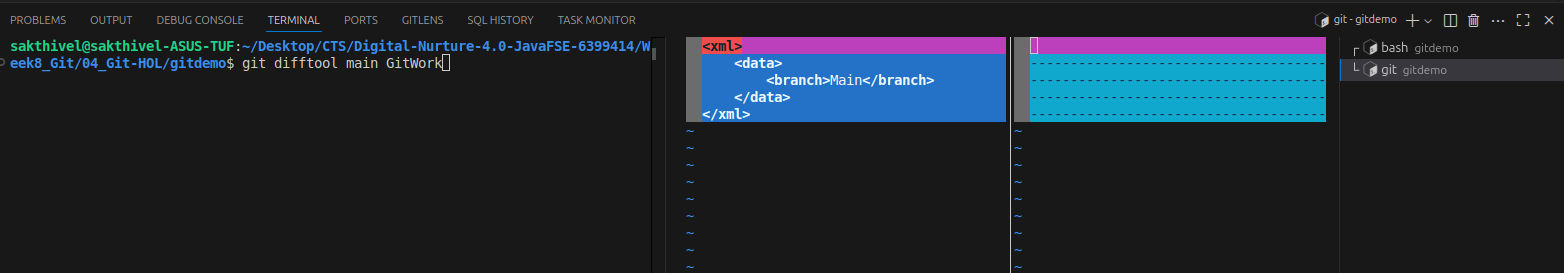 PROBLEMS OUTPUT DEBUG CONSOLE TERMINAL PORTS GITLENS SQL HISTORY TASK MONITOR git - gitdemo
sakthivel@sakthivel-ASUS-TUF:~/Desktop/CTS/Digital-Nurture-4.0-JavaFSE-6399414/W
eek8_Git/04_Git-HOL/gitdemo$ git difftool main GitWork
<xml>
    <data>
        <branch>Main</branch>
    </data>
</xml>
~
~
~
~
~
~
~
~
~
-------------------------------------
-------------------------------------
-------------------------------------
-------------------------------------
~
~
~
~
~
~
~
~
~
bash gitdemo
git gitdemo